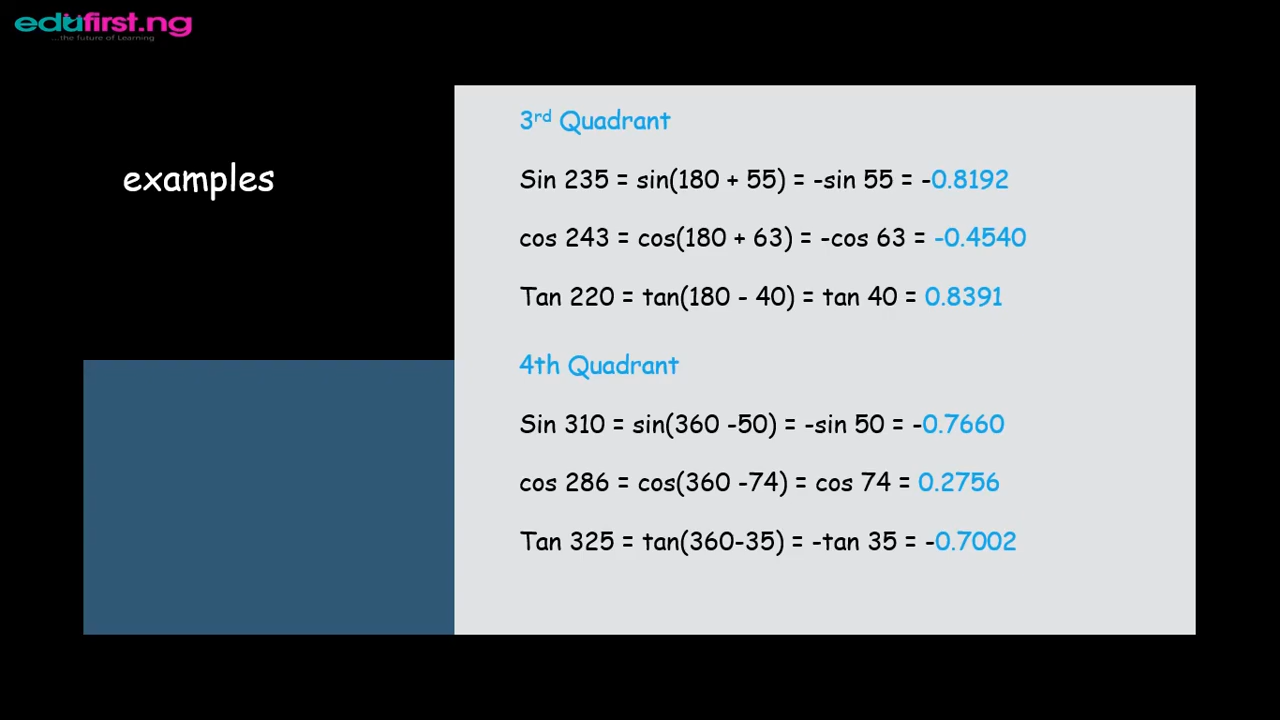 edufirst.ng
...the future of Learning
examples
3rd Quadrant
Sin 235 = sin(180 + 55) = -sin 55 = -0.8192
cos 243 = cos(180 + 63) = -cos 63 = -0.4540
Tan 220 = tan(180 - 40) = tan 40 = 0.8391
4th Quadrant
Sin 310 = sin(360 -50) = -sin 50 = -0.7660
cos 286 = cos(360 -74) = cos 74 = 0.2756
Tan 325 = tan(360-35) = -tan 35 = -0.7002